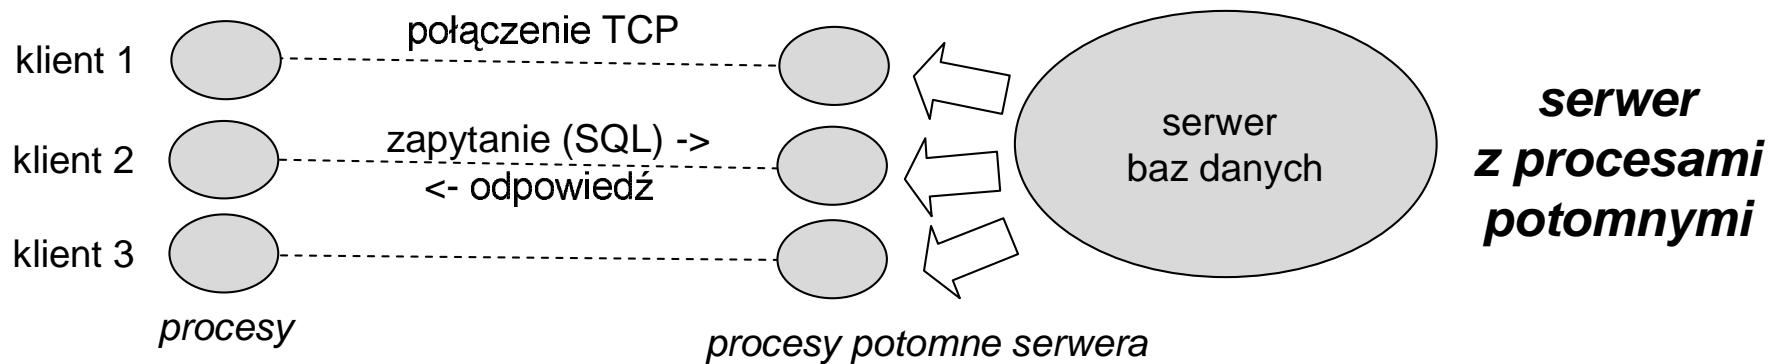 klient 1
połączenie TCP
klient 2
zapytanie (SQL) ->
<- odpowiedź
klient 3
procesy
procesy potomne serwera
serwer
baz danych
serwer
z procesami
potomnymi